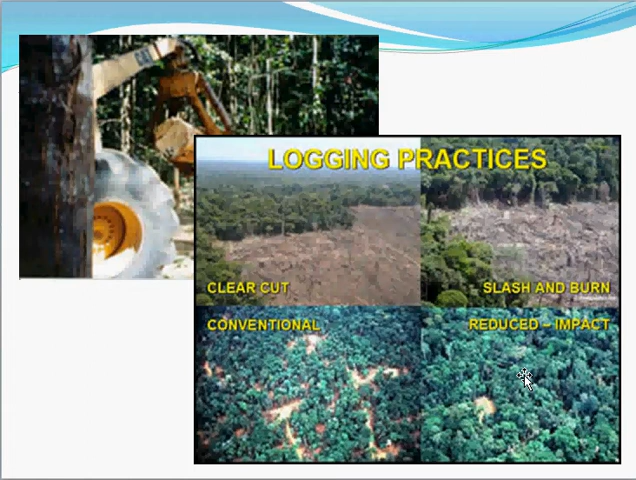 LOGGING PRACTICES
CLEAR CUT
SLASH AND BURN
CONVENTIONAL
REDUCED – IMPACT